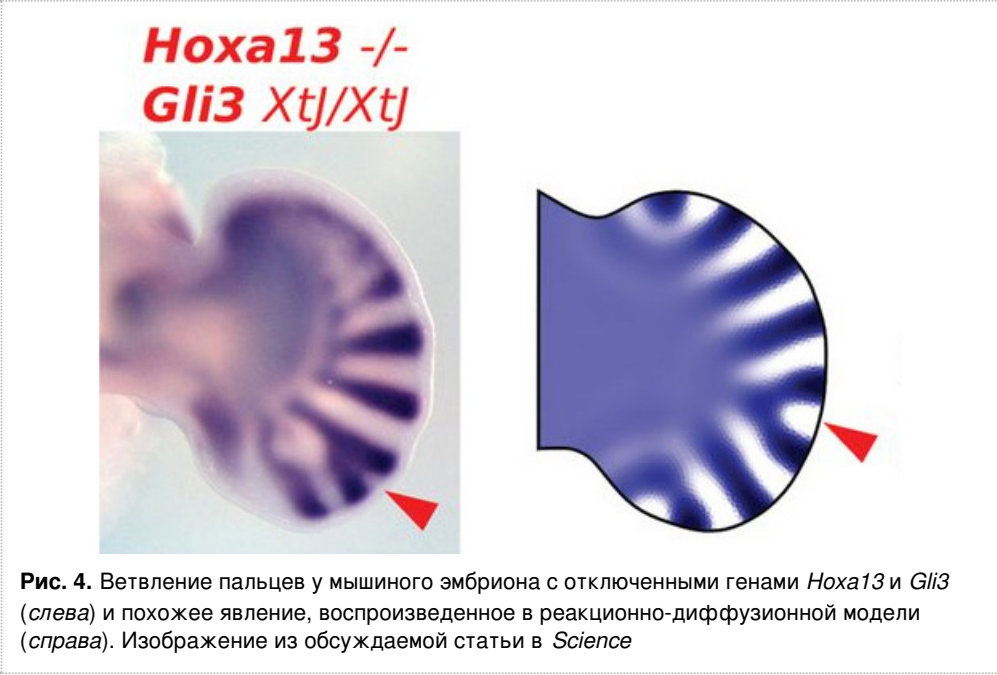 Hoxa13 -/-
Gli3 XtJ/XtJ
Рис. 4. Ветвление пальцев у мышиного эмбриона с отключенными генами Hoxa13 и Gli3
(слева) и похожее явление, воспроизведенное в реакционно-диффузионной модели
(справа). Изображение из обсуждаемой статьи в Science